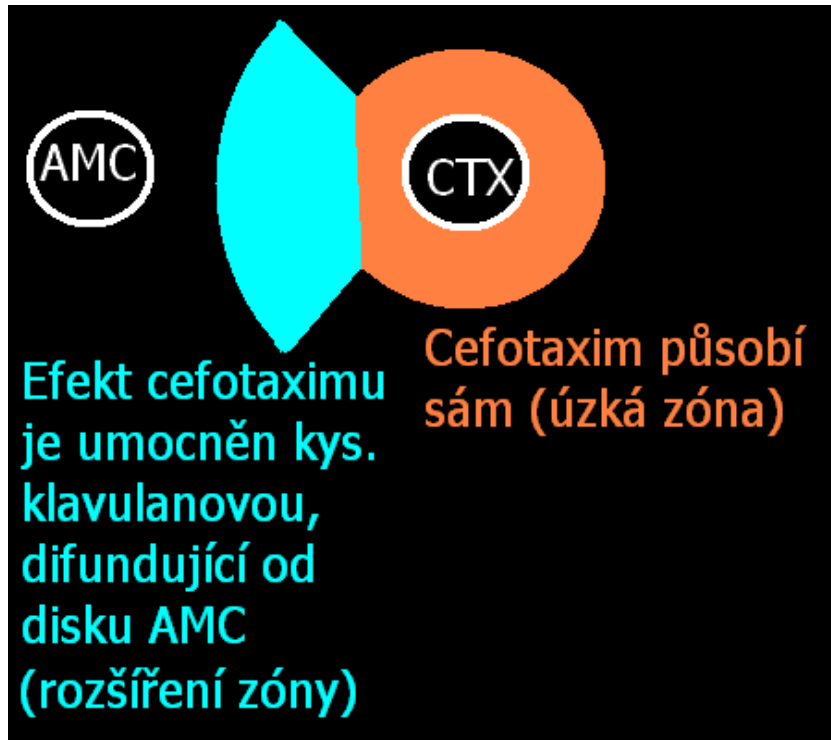 AMC
CTX
Cefotaxim působí
sám (úzká zóna)
Efekt cefotaximu
je umocněn kys.
klavulanovou,
difundující od
disku AMC
(rozšíření zóny)